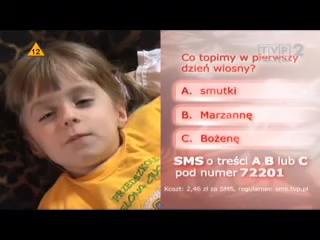 12
TVP2
Co topimy w pierwszy
dzień wiosny?
A. smutki
B. Marzannę
C. Bożenę
SMS o treści A B lub C
pod numer 72201
Koszt: 2,46 zł za SMS, regulamin: sms.tvp.pl